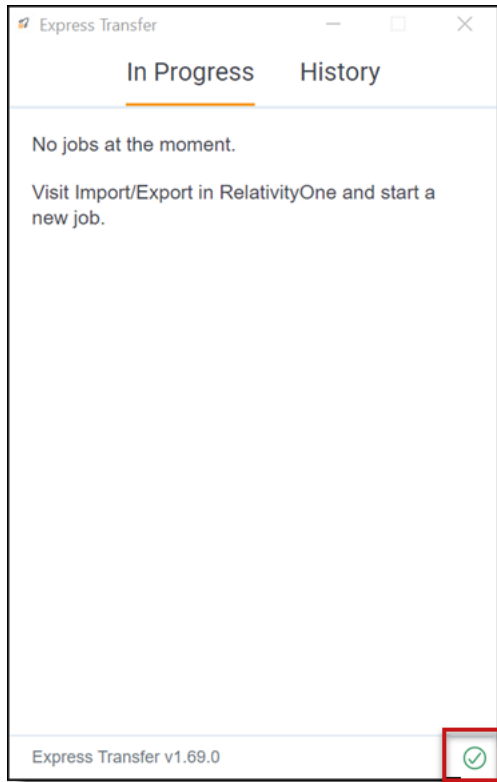 Express Transfer
In Progress History
No jobs at the moment.
Visit Import/Export in RelativityOne and start a
new job.
Express Transfer v1.69.0